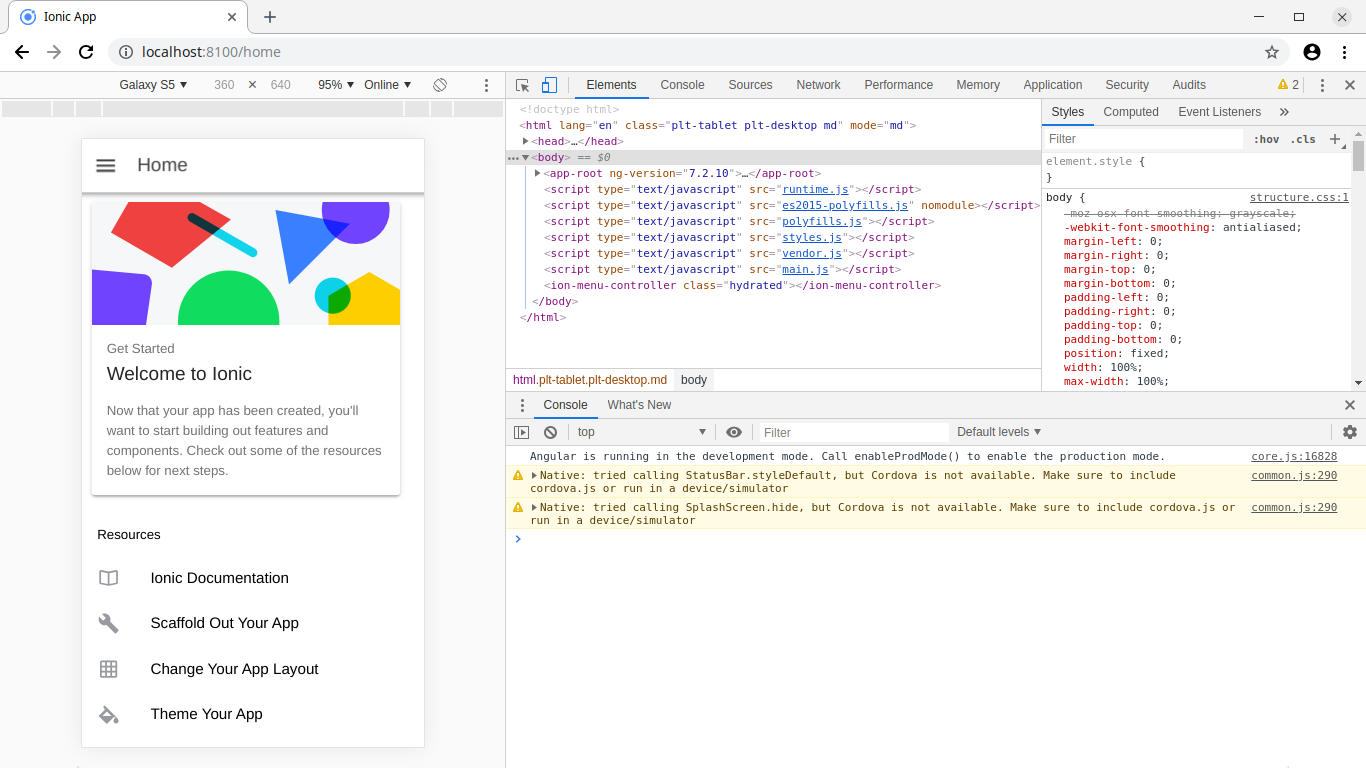 Ionic App
localhost:8100/home
Galaxy S5 360 × 640 95% Online
Home
Get Started
Welcome to Ionic
Now that your app has been created, you'll
want to start building out features and
components. Check out some of the resources
below for next steps.
Resources
Ionic Documentation
Scaffold Out Your App
Change Your App Layout
Theme Your App
Elements Console Sources Network Performance Memory Application Security Audits 2
<!doctype html>
<html lang="en" class="plt-tablet plt-desktop md" mode="md">
<head>…</head>
<body> == $0
<app-root ng-version="7.2.10">…</app-root>
<script type="text/javascript" src="runtime.js"></script>
<script type="text/javascript" src="es2015-polyfills.js" nomodule></script>
<script type="text/javascript" src="polyfills.js"></script>
<script type="text/javascript" src="styles.js"></script>
<script type="text/javascript" src="vendor.js"></script>
<script type="text/javascript" src="main.js"></script>
<ion-menu-controller class="hydrated"></ion-menu-controller>
</body>
</html>
html.plt-tablet.plt-desktop.md body
Styles Computed Event Listeners »
Filter :hov .cls +
element.style {
}
body { structure.css:1
-moz-osx-font-smoothing: grayscale;
-webkit-font-smoothing: antialiased;
margin-left: 0;
margin-right: 0;
margin-top: 0;
margin-bottom: 0;
padding-left: 0;
padding-right: 0;
padding-top: 0;
padding-bottom: 0;
position: fixed;
width: 100%;
max-width: 100%;
Console What's New
top Filter Default levels
Angular is running in the development mode. Call enableProdMode() to enable the production mode. core.js:16828
Native: tried calling StatusBar.styleDefault, but Cordova is not available. Make sure to include common.js:290
cordova.js or run in a device/simulator
Native: tried calling SplashScreen.hide, but Cordova is not available. Make sure to include cordova.js or common.js:290
run in a device/simulator